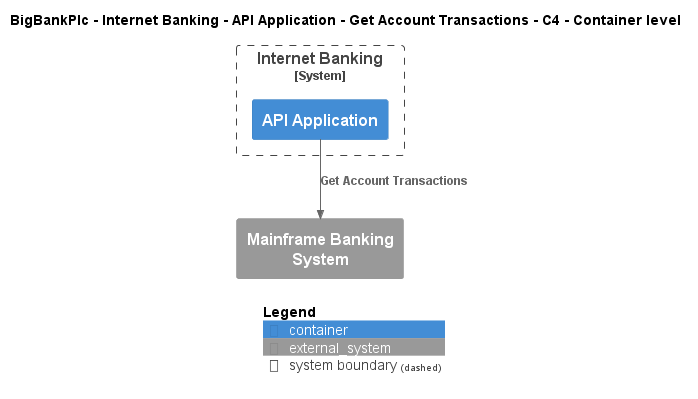 BigBankPlc - Internet Banking - API Application - Get Account Transactions - C4 - Container level
Internet Banking
[System]
API Application
Get Account Transactions
Mainframe Banking
System
Legend
container
external_system
system boundary (dashed)